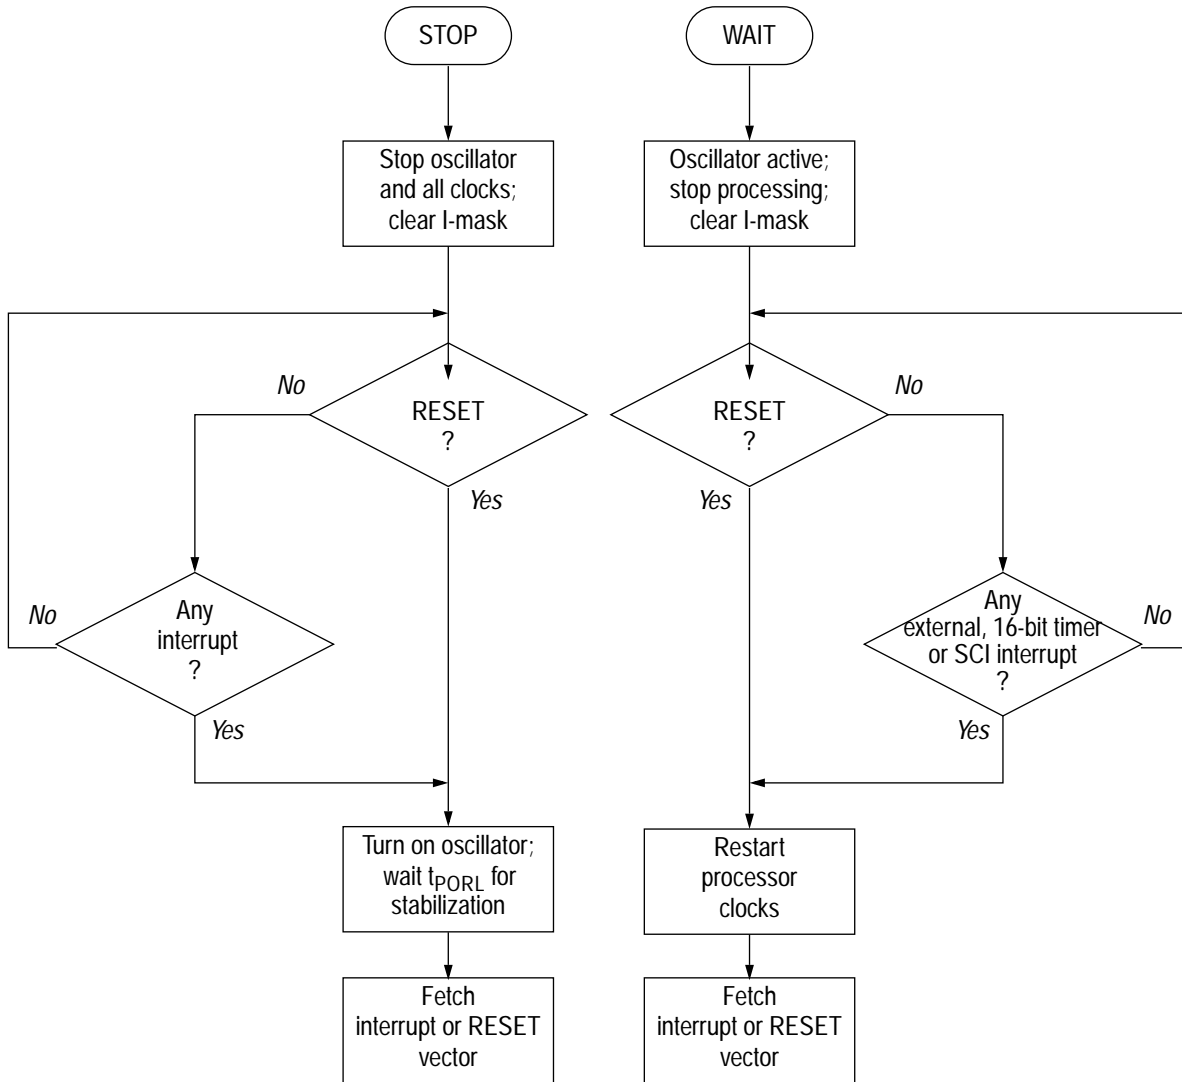 STOP
WAIT
Stop oscillator
and all clocks;
clear I-mask
Oscillator active;
stop processing;
clear I-mask
No
RESET
?
Yes
RESET
?
No
Yes
No
Any
interrupt
?
Yes
Any
external, 16-bit timer
or SCI interrupt
?
No
Yes
Turn on oscillator;
wait tPORL for
stabilization
Restart
processor
clocks
Fetch
interrupt or RESET
vector
Fetch
interrupt or RESET
vector